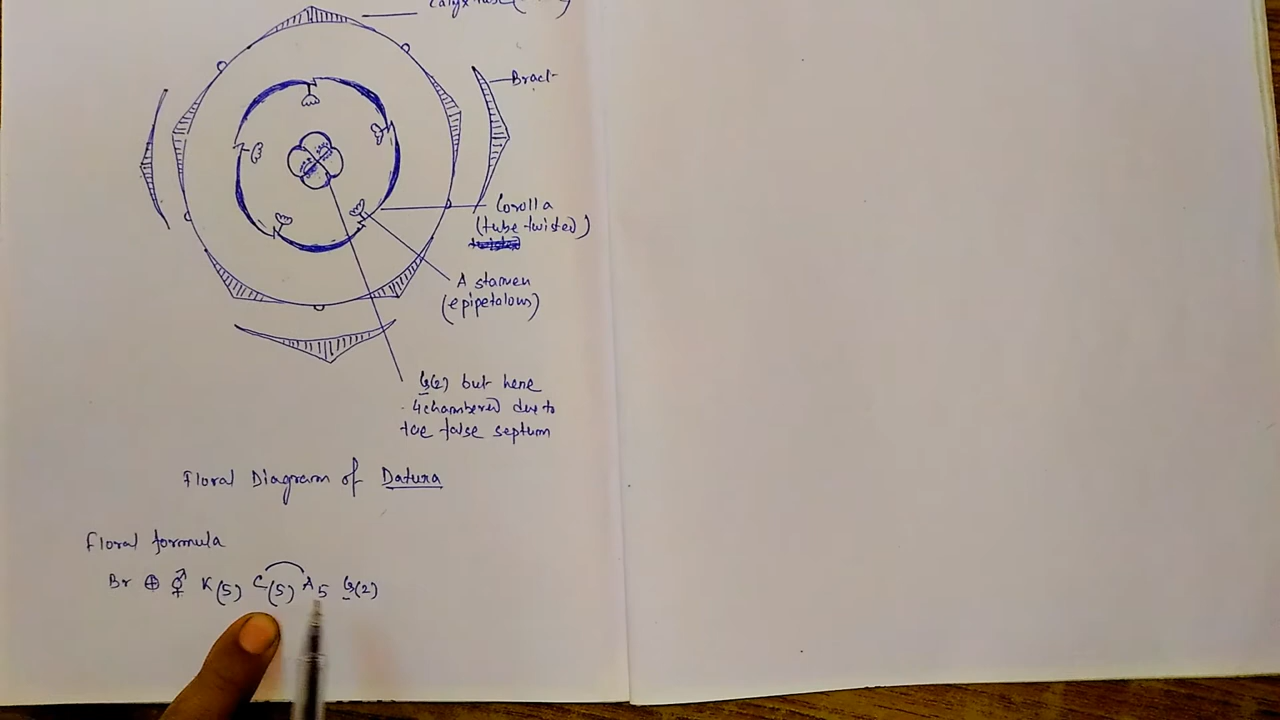 Bract
Corolla
(tube twisted)
A stamen
(epipetalous)
G(2) but here
4chambered due to
the false septum
Floral Diagram of Datura
Floral formula
Br ⊕ ⚥ K(5) C(5) A5 G(2)